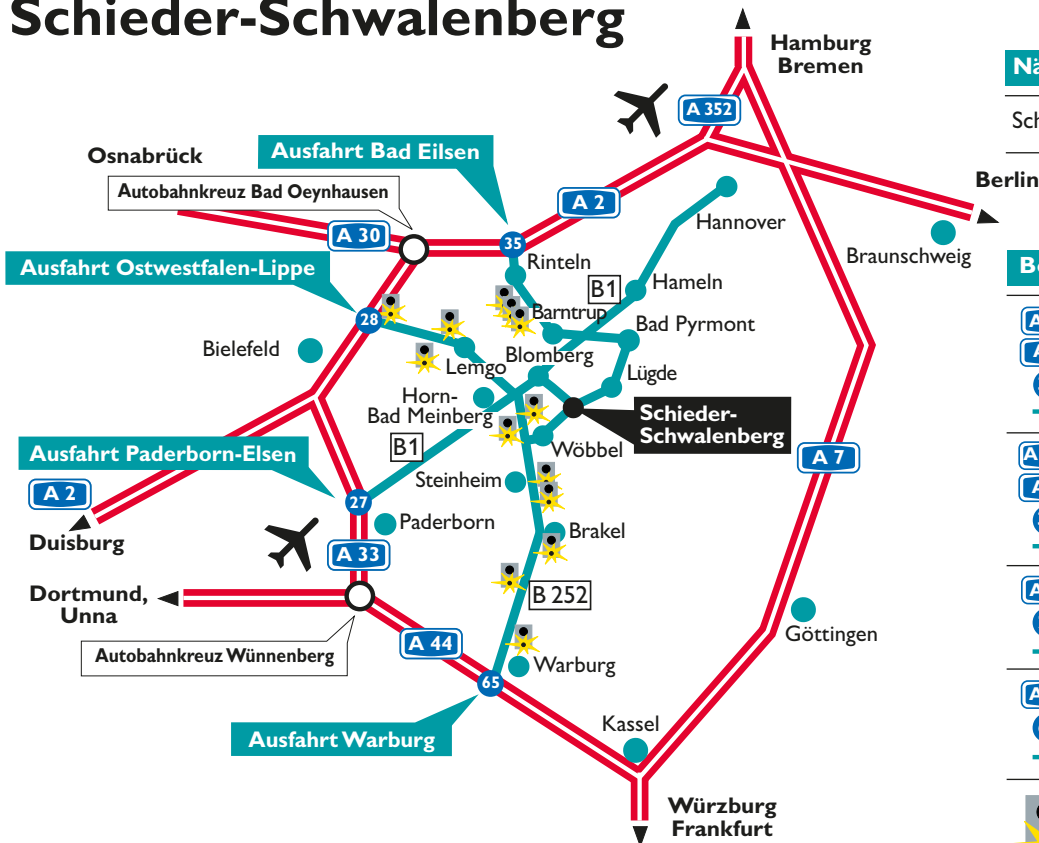 Schieder-Schwalenberg
Hamburg
Bremen
A 352
Osnabrück
Ausfahrt Bad Eilsen
Autobahnkreuz Bad Oeynhausen
Berlin
A 2
Hannover
A 30
35
Braunschweig
Ausfahrt Ostwestfalen-Lippe
Rinteln
B1
Hameln
28
Barntrup
Bad Pyrmont
Bielefeld
Blomberg
Lemgo
Lügde
Horn-
Bad Meinberg
Schieder-
Schwalenberg
B1
Wöbbel
Ausfahrt Paderborn-Elsen
A 7
Steinheim
A 2
27
Paderborn
Brakel
Duisburg
A 33
Dortmund,
Unna
B 252
Göttingen
A 44
Autobahnkreuz Wünnenberg
Warburg
65
Kassel
Ausfahrt Warburg
Würzburg
Frankfurt